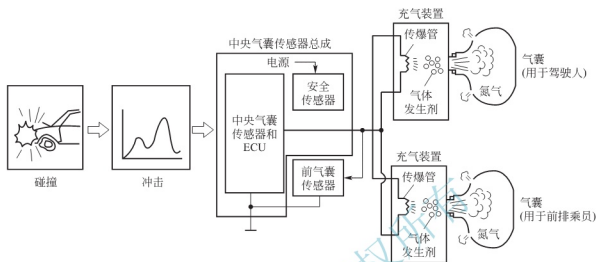 碰撞
冲击
中央气囊传感器总成
电源
安全
传感器
中央气囊
传感器和
ECU
前气囊
传感器
充气装置
传爆管
气体
发生剂
氮气
气囊
(用于驾驶人)
充气装置
传爆管
气体
发生剂
氮气
气囊
(用于前排乘员)
权所有